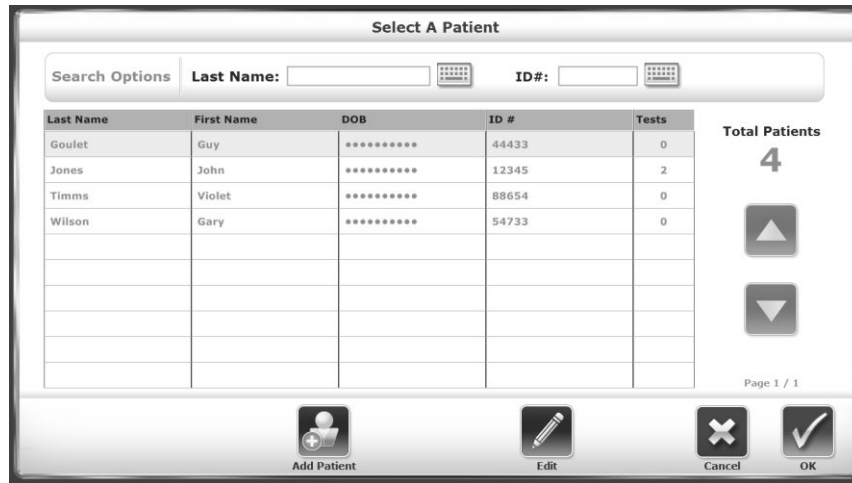 Select A Patient
Search Options Last Name: ID#:
Last Name First Name DOB ID # Tests
Goulet Guy •••••••••• 44433 0
Jones John •••••••••• 12345 2
Timms Violet •••••••••• 88654 0
Wilson Gary •••••••••• 54733 0
Total Patients
4
Page 1 / 1
Add Patient Edit Cancel OK